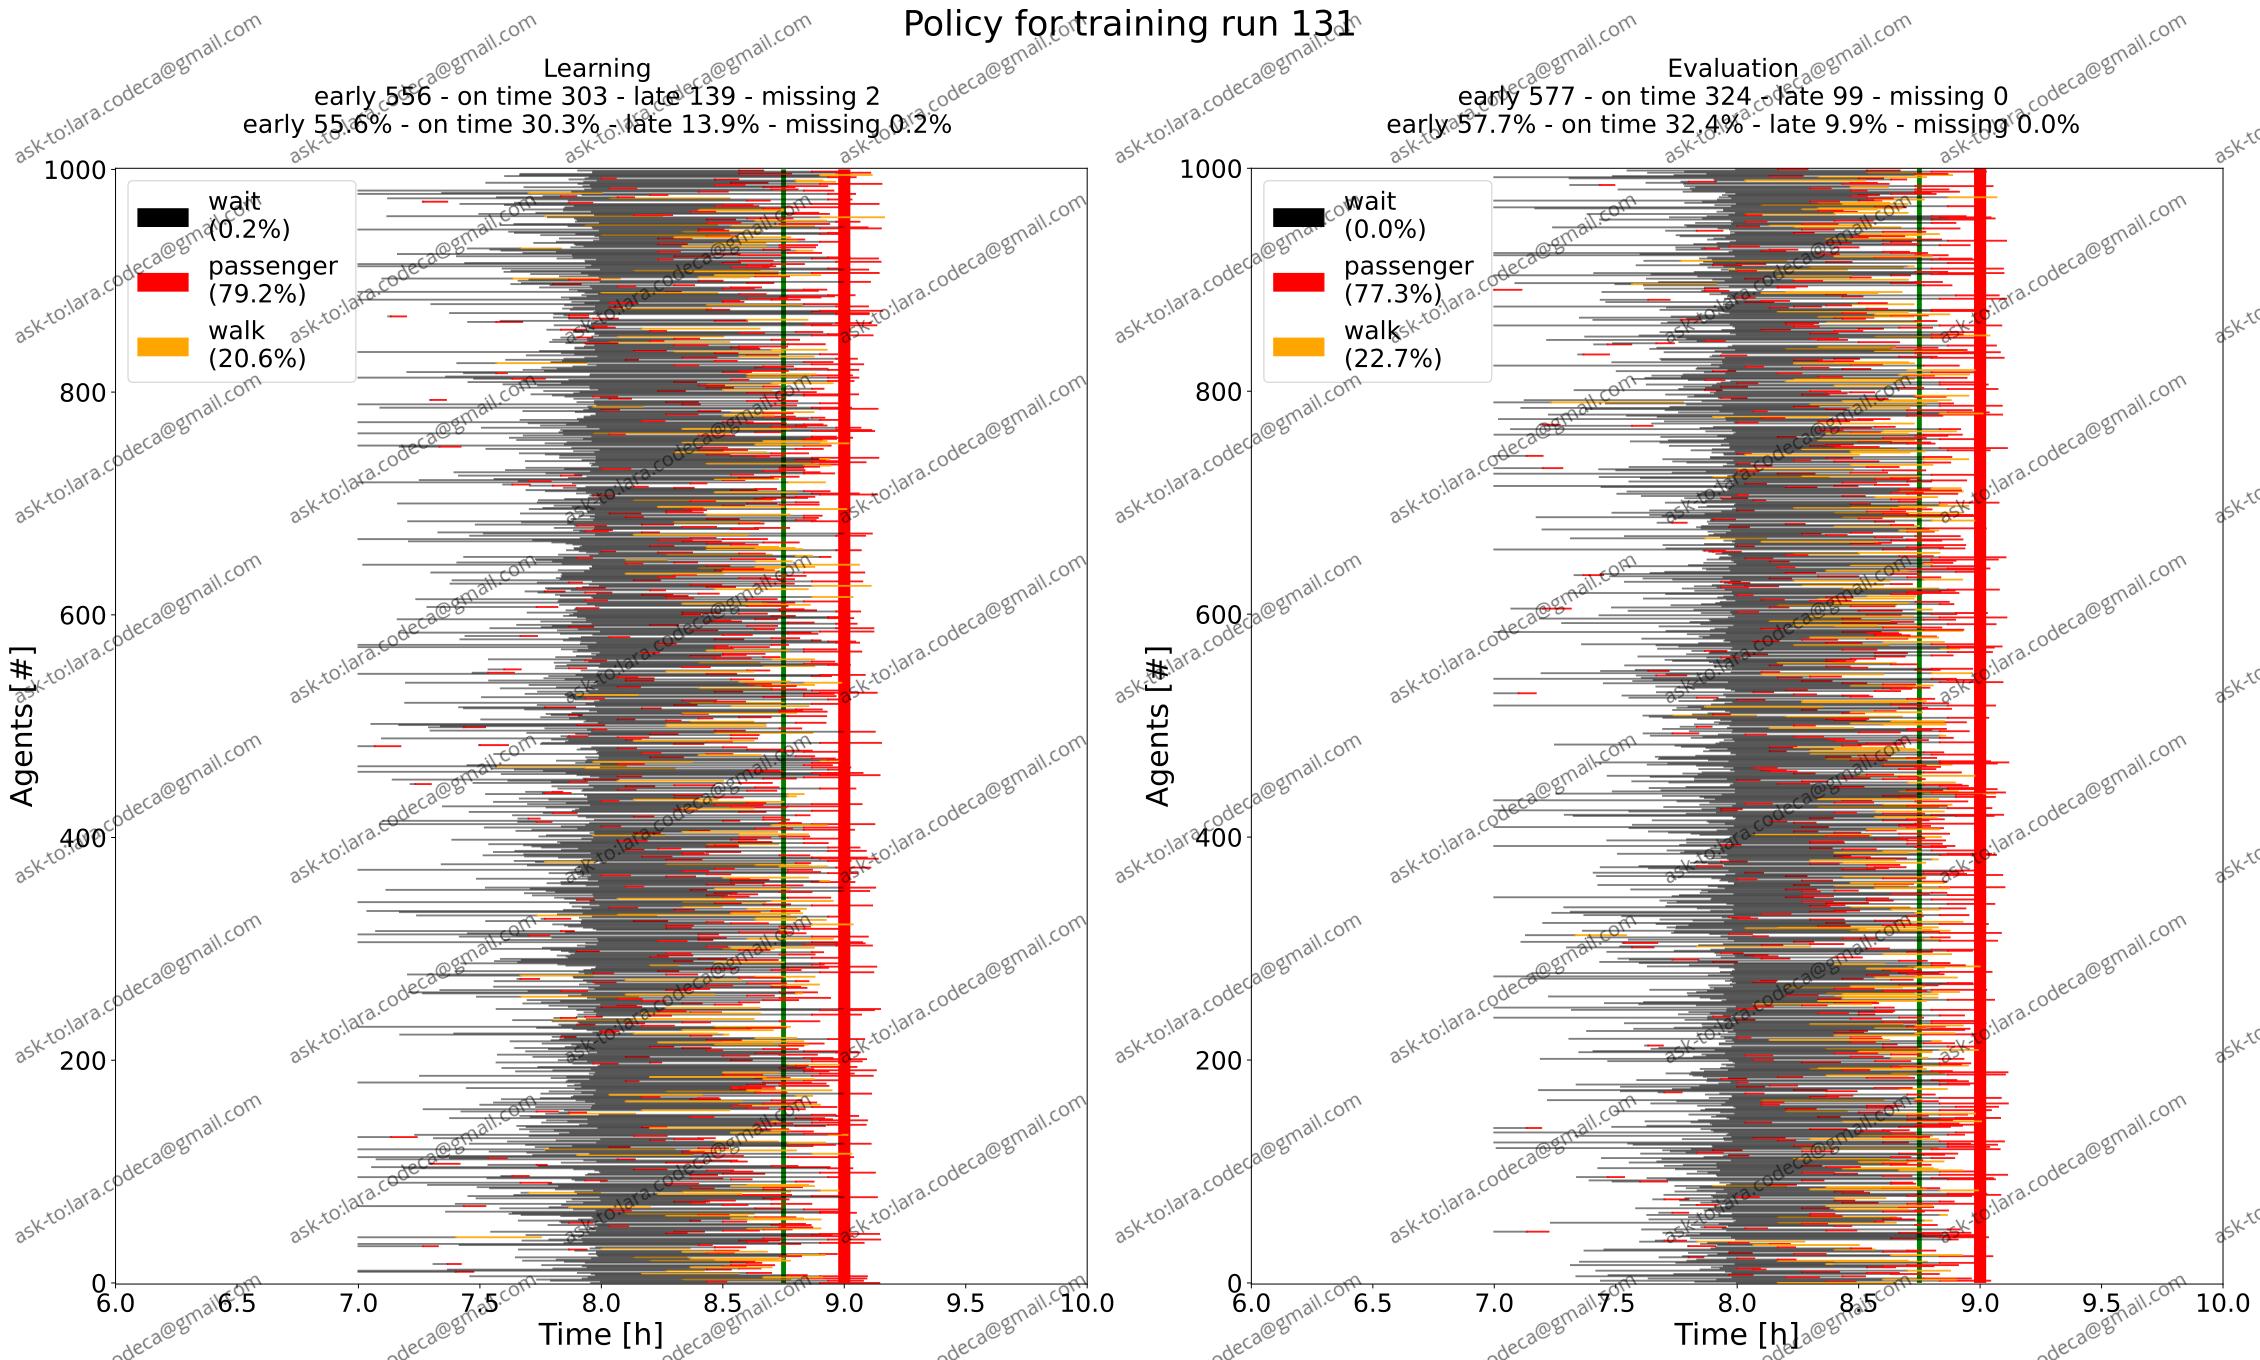 Policy for training run 131
Learning
early 556 - on time 303 - late 139 - missing 2
early 55.6% - on time 30.3% - late 13.9% - missing 0.2%
wait
(0.2%)
passenger
(79.2%)
walk
(20.6%)
1000
800
600
400
200
0
Agents [#]
6.0 6.5 7.0 7.5 8.0 8.5 9.0 9.5 10.0
Time [h]
Evaluation
early 577 - on time 324 - late 99 - missing 0
early 57.7% - on time 32.4% - late 9.9% - missing 0.0%
wait
(0.0%)
passenger
(77.3%)
walk
(22.7%)
1000
800
600
400
200
0
Agents [#]
6.0 6.5 7.0 7.5 8.0 8.5 9.0 9.5 10.0
Time [h]
ask-to:lara.codeca@gmail.com